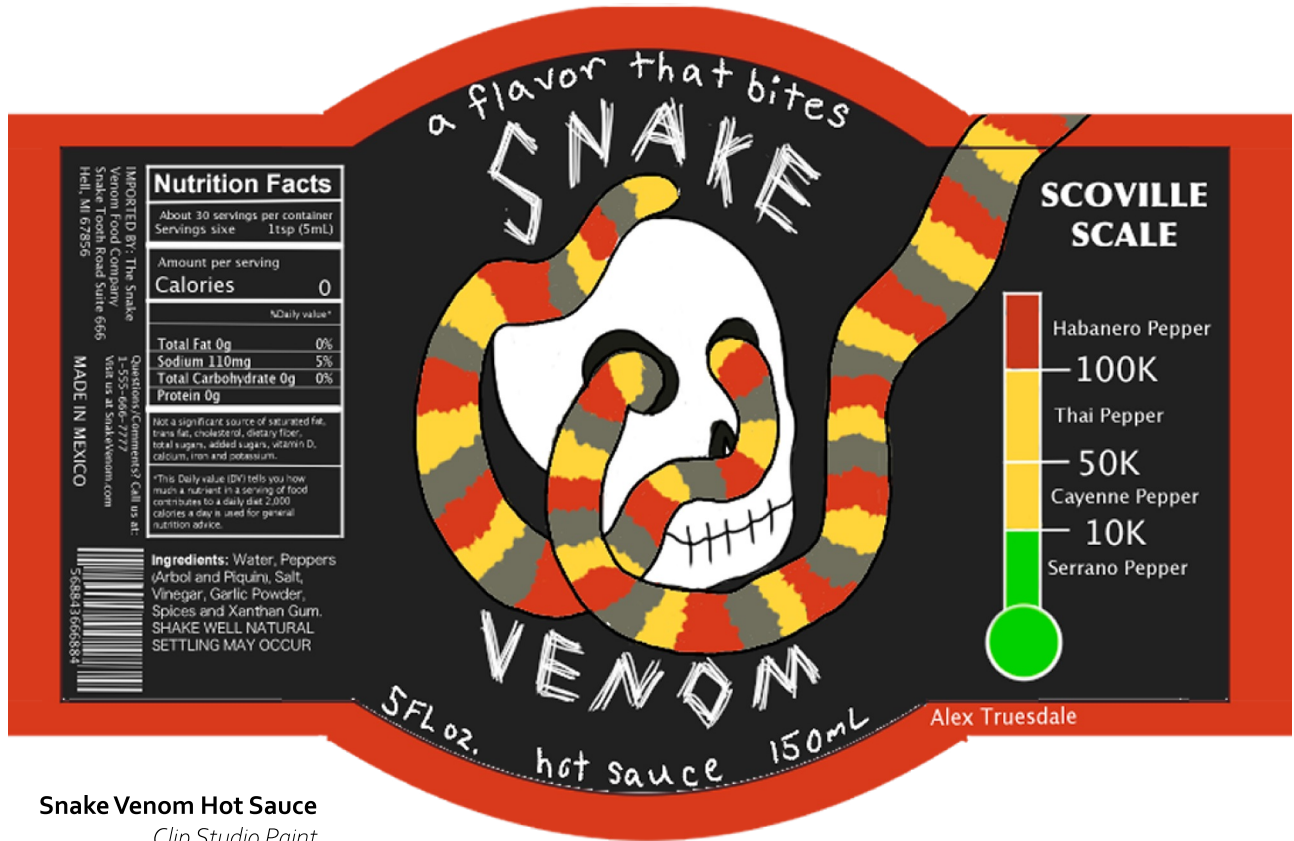 a flavor that bites
SNAKE
VENOM
5FL oz. hot sauce 150mL
IMPORTED BY: The Snake
Venom Food Company
Snake Tooth Road Suite 666
Hell, MI 67856
Questions/Comments? Call us at:
1-555-666-7777
Visit us at SnakeVenom.com
MADE IN MEXICO
568843666884
Nutrition Facts
About 30 servings per container
Servings sixe 1tsp (5mL)
Amount per serving
Calories 0
%Daily value*
Total Fat 0g 0%
Sodium 110mg 5%
Total Carbohydrate 0g 0%
Protein 0g
Not a significant source of saturated fat,
trans fat, cholesterol, dietary fiber,
total sugars, added sugars, vitamin D,
calcium, iron and potassium.
*This Daily value (DV) tells you how
much a nutrient in a serving of food
contributes to a daily diet 2,000
calories a day is used for general
nutrition advice.
Ingredients: Water, Peppers
(Arbol and Piquin), Salt,
Vinegar, Garlic Powder,
Spices and Xanthan Gum.
SHAKE WELL NATURAL
SETTLING MAY OCCUR
SCOVILLE
SCALE
Habanero Pepper
100K
Thai Pepper
50K
Cayenne Pepper
10K
Serrano Pepper
Alex Truesdale
Snake Venom Hot Sauce
Clip Studio Paint